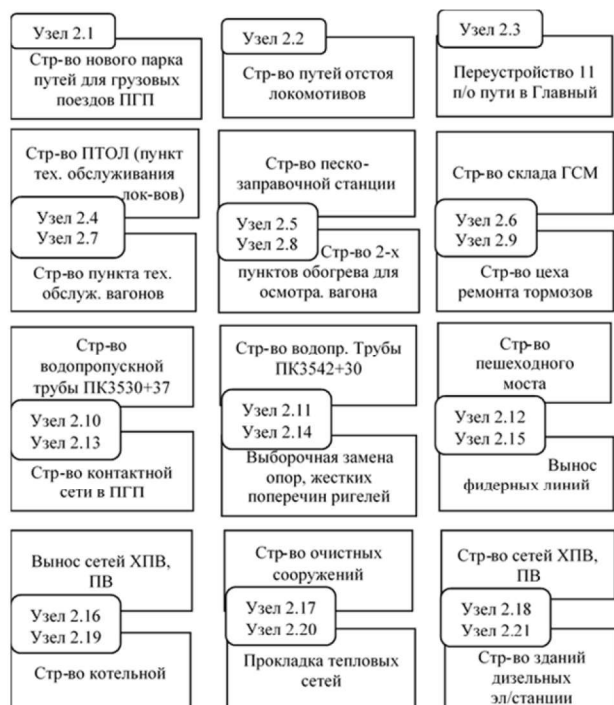 Узел 2.1
Стр-во нового парка
путей для грузовых
поездов ПГП
Узел 2.2
Стр-во путей отстоя
локомотивов
Узел 2.3
Переустройство 11
п/о пути в Главный
Стр-во ПТОЛ (пункт
тех. обслуживания
лок-вов)
Узел 2.4
Узел 2.7
Стр-во пункта тех.
обслуж. вагонов
Стр-во песко-
заправочной станции
Узел 2.5
Узел 2.8
Стр-во 2-х
пунктов обогрева для
осмотра. вагона
Стр-во склада ГСМ
Узел 2.6
Узел 2.9
Стр-во цеха
ремонта тормозов
Стр-во
водопропускной
трубы ПК3530+37
Узел 2.10
Узел 2.13
Стр-во контактной
сети в ПГП
Стр-во водопр. Трубы
ПК3542+30
Узел 2.11
Узел 2.14
Выборочная замена
опор, жестких
поперечин ригелей
Стр-во
пешеходного
моста
Узел 2.12
Узел 2.15
Вынос
фидерных линий
Вынос сетей ХПВ,
ПВ
Узел 2.16
Узел 2.19
Стр-во котельной
Стр-во очистных
сооружений
Узел 2.17
Узел 2.20
Прокладка тепловых
сетей
Стр-во сетей ХПВ,
ПВ
Узел 2.18
Узел 2.21
Стр-во зданий
дизельных
эл/станции